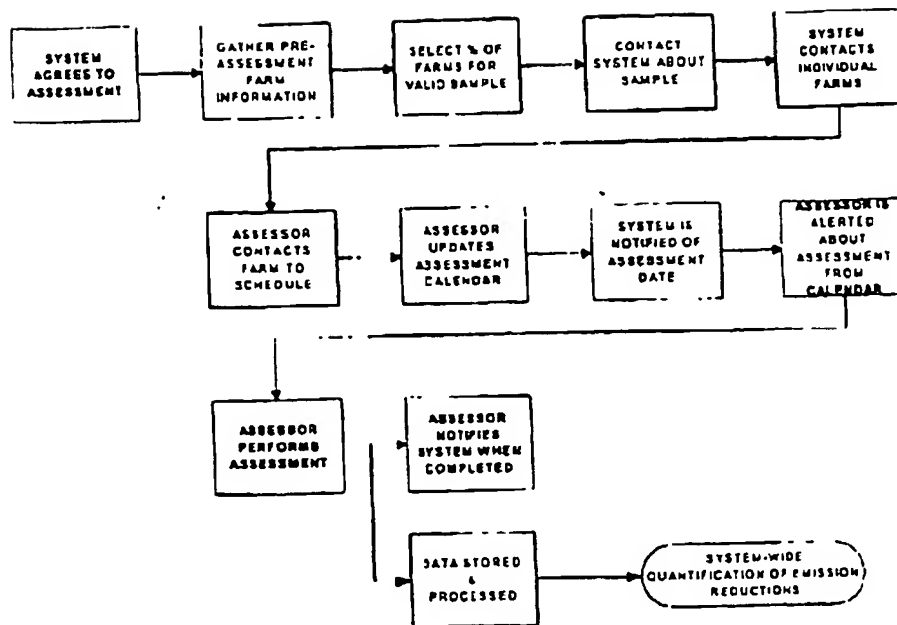 SYSTEM
AGREES TO
ASSESSMENT
GATHER PRE-
ASSESSMENT
FARM
INFORMATION
SELECT % OF
FARMS FOR
VALID SAMPLE
CONTACT
SYSTEM ABOUT
SAMPLE
SYSTEM
CONTACTS
INDIVIDUAL
FARMS
ASSESSOR
CONTACTS
FARM TO
SCHEDULE
ASSESSOR
UPDATES
ASSESSMENT
CALENDAR
SYSTEM IS
NOTIFIED OF
ASSESSMENT
DATE
ASSESSOR IS
ALERTED
ABOUT
ASSESSMENT
FROM
CALENDAR
ASSESSOR
PERFORMS
ASSESSMENT
ASSESSOR
NOTIFIES
SYSTEM WHEN
COMPLETED
DATA STORED
&
PROCESSED
SYSTEM-WIDE
QUANTIFICATION OF EMISSION
REDUCTIONS